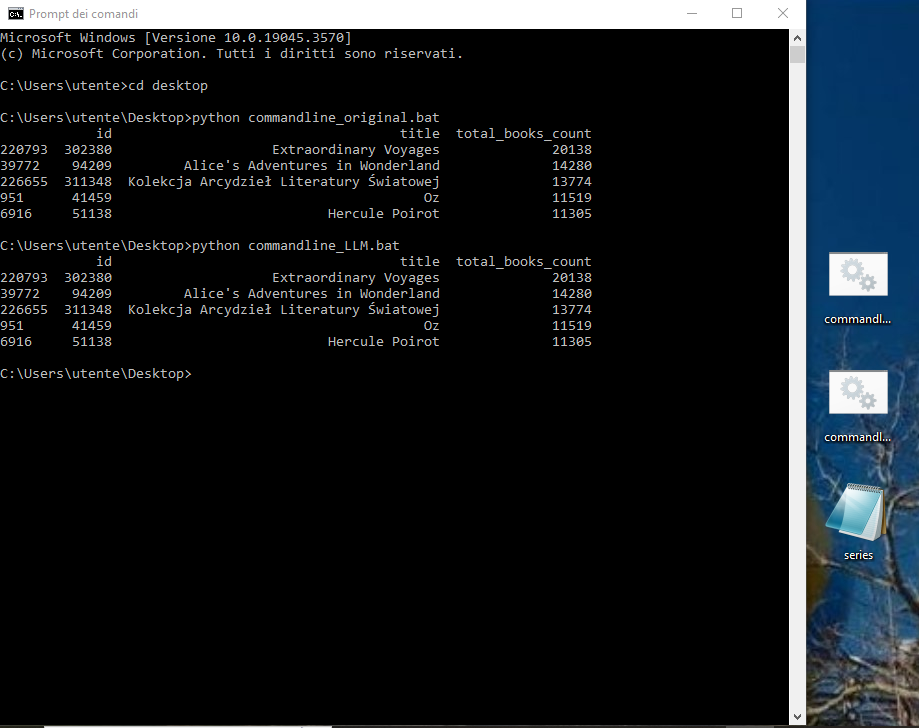 Prompt dei comandi
Microsoft Windows [Versione 10.0.19045.3570]
(c) Microsoft Corporation. Tutti i diritti sono riservati.
C:\Users\utente>cd desktop
C:\Users\utente\Desktop>python commandline_original.bat
id title total_books_count
220793 302380 Extraordinary Voyages 20138
39772 94209 Alice's Adventures in Wonderland 14280
226655 311348 Kolekcja Arcydzieł Literatury Światowej 13774
951 41459 Oz 11519
6916 51138 Hercule Poirot 11305
C:\Users\utente\Desktop>python commandline_LLM.bat
id title total_books_count
220793 302380 Extraordinary Voyages 20138
39772 94209 Alice's Adventures in Wonderland 14280
226655 311348 Kolekcja Arcydzieł Literatury Światowej 13774
951 41459 Oz 11519
6916 51138 Hercule Poirot 11305
C:\Users\utente\Desktop>
commandl...
commandl...
series